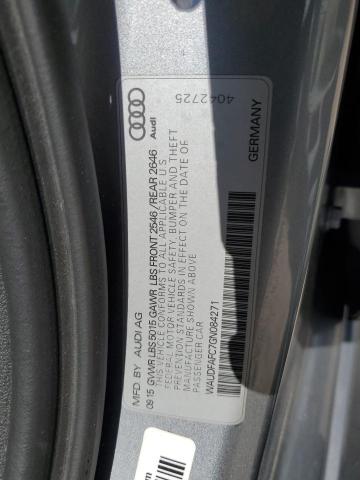 MFD BY AUDI AG
09 15 GVWR LBS 5015 GAWR LBS FRONT 2546 / REAR 2646
THIS VEHICLE CONFORMS TO ALL APPLICABLE U S
FEDERAL MOTOR VEHICLE SAFETY, BUMPER AND THEFT
PREVENTION STANDARDS IN EFFECT ON THE DATE OF
MANUFACTURE SHOWN ABOVE
PASSENGER CAR
WAUDFAFC7GN084271
Audi
4042725
GERMANY